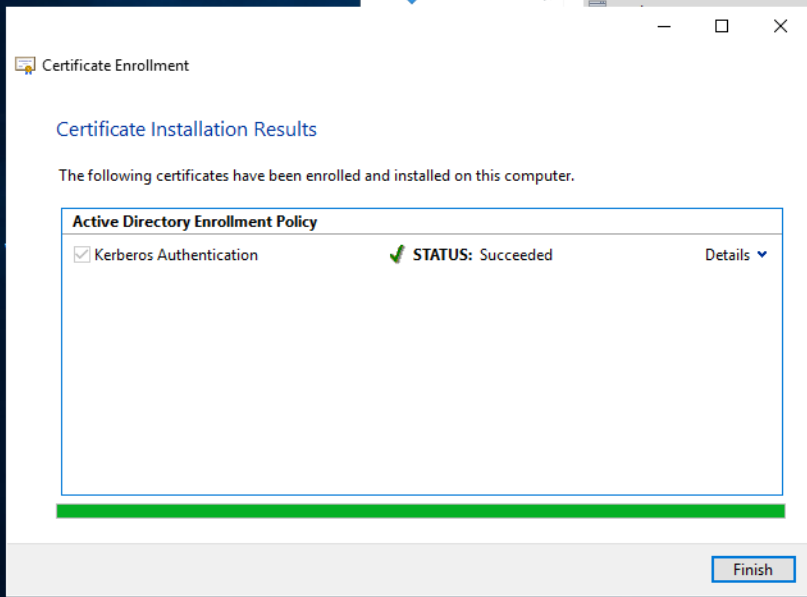 Certificate Enrollment
Certificate Installation Results
The following certificates have been enrolled and installed on this computer.
Active Directory Enrollment Policy
Kerberos Authentication STATUS: Succeeded Details
Finish